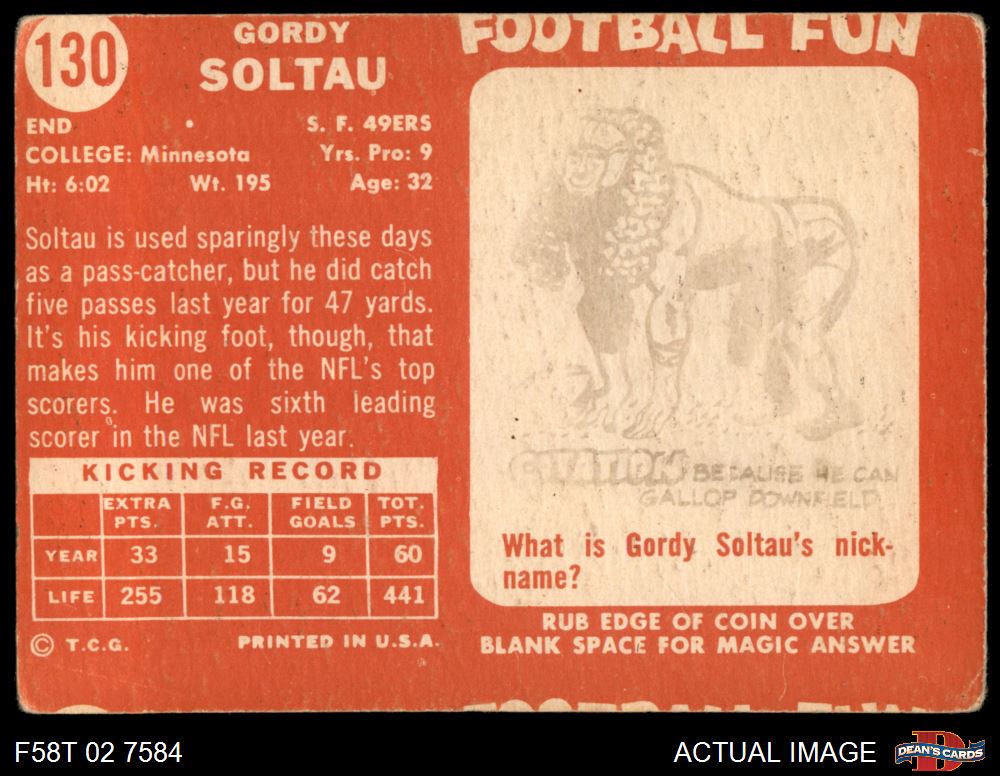 130
GORDY
SOLTAU
END • S. F. 49ERS
COLLEGE: Minnesota Yrs. Pro: 9
Ht: 6:02 Wt. 195 Age: 32
Soltau is used sparingly these days
as a pass-catcher, but he did catch
five passes last year for 47 yards.
It's his kicking foot, though, that
makes him one of the NFL's top
scorers. He was sixth leading
scorer in the NFL last year.
KICKING RECORD
EXTRA PTS. F.G. ATT. FIELD GOALS TOT. PTS.
YEAR 33 15 9 60
LIFE 255 118 62 441
© T.C.G. PRINTED IN U.S.A.
FOOTBALL FUN
CITATION BECAUSE HE CAN
GALLOP DOWNFIELD
What is Gordy Soltau's nick-
name?
RUB EDGE OF COIN OVER
BLANK SPACE FOR MAGIC ANSWER
FOOTBALL FUN
F58T 02 7584
ACTUAL IMAGE
DEAN'S CARDS